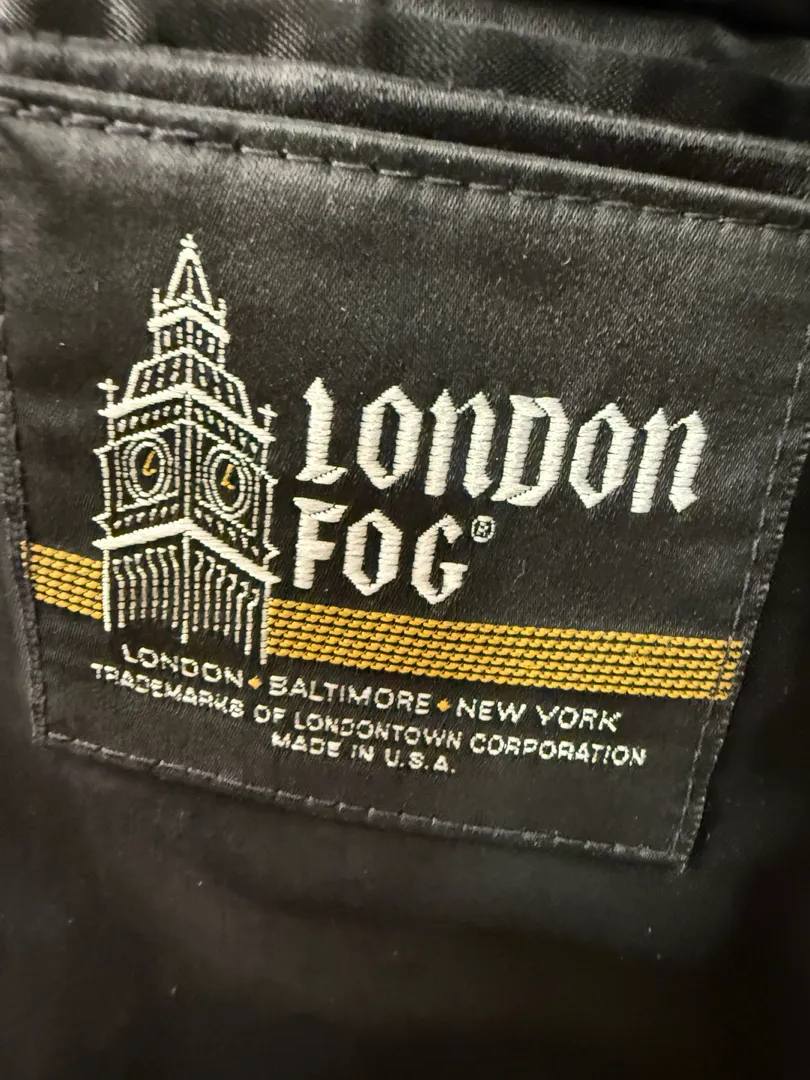 LONDON
FOG®
LONDON • BALTIMORE • NEW YORK
TRADEMARKS OF LONDONTOWN CORPORATION
MADE IN U.S.A.